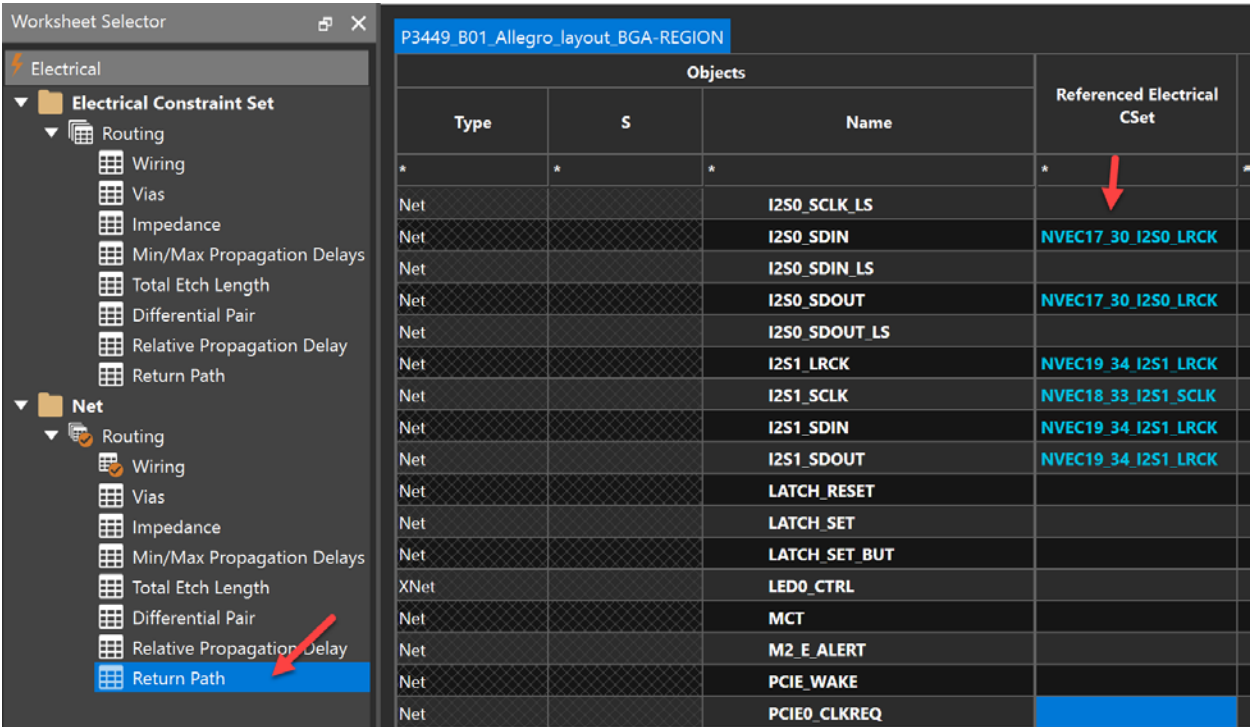 Worksheet Selector
Electrical
Electrical Constraint Set
Routing
Wiring
Vias
Impedance
Min/Max Propagation Delays
Total Etch Length
Differential Pair
Relative Propagation Delay
Return Path
Net
Routing
Wiring
Vias
Impedance
Min/Max Propagation Delays
Total Etch Length
Differential Pair
Relative Propagation Delay
Return Path
P3449_B01_Allegro_layout_BGA-REGION
Objects
Referenced Electrical
CSet
Type S Name
* * * * *
Net I2S0_SCLK_LS
Net I2S0_SDIN NVEC17_30_I2S0_LRCK
Net I2S0_SDIN_LS
Net I2S0_SDOUT NVEC17_30_I2S0_LRCK
Net I2S0_SDOUT_LS
Net I2S1_LRCK NVEC19_34_I2S1_LRCK
Net I2S1_SCLK NVEC18_33_I2S1_SCLK
Net I2S1_SDIN NVEC19_34_I2S1_LRCK
Net I2S1_SDOUT NVEC19_34_I2S1_LRCK
Net LATCH_RESET
Net LATCH_SET
Net LATCH_SET_BUT
XNet LED0_CTRL
Net MCT
Net M2_E_ALERT
Net PCIE_WAKE
Net PCIE0_CLKREQ